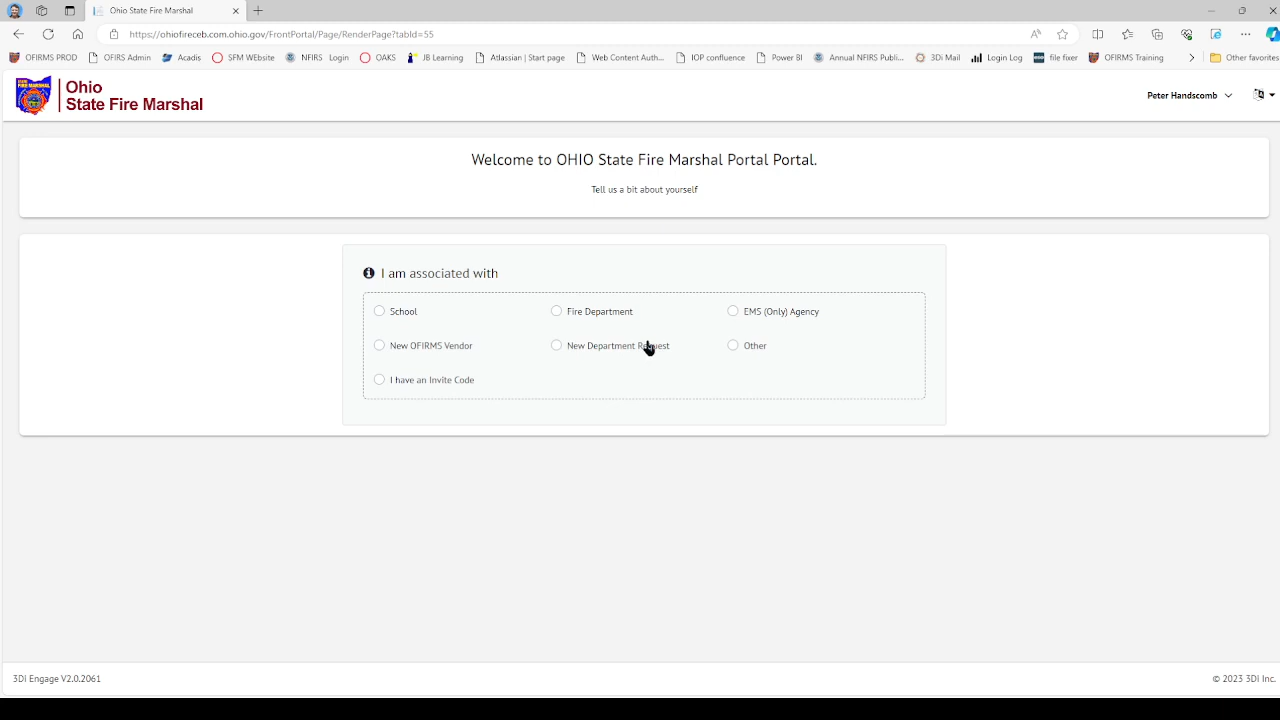 Ohio State Fire Marshal
https://ohiofireceb.com.ohio.gov/FrontPortal/Page/RenderPage?tabId=55
OFIRMS PROD OFIRS Admin Acadis SFM WEbsite NFIRS Login OAKS JB Learning Atlassian | Start page Web Content Auth... IOP confluence Power BI Annual NFIRS Publi... 3Di Mail Login Log file fixer OFIRMS Training Other favorites
Ohio
State Fire Marshal
Peter Handscomb
Welcome to OHIO State Fire Marshal Portal Portal.
Tell us a bit about yourself
I am associated with
School Fire Department EMS (Only) Agency
New OFIRMS Vendor New Department Request Other
I have an Invite Code
3DI Engage V2.0.2061 © 2023 3DI Inc.